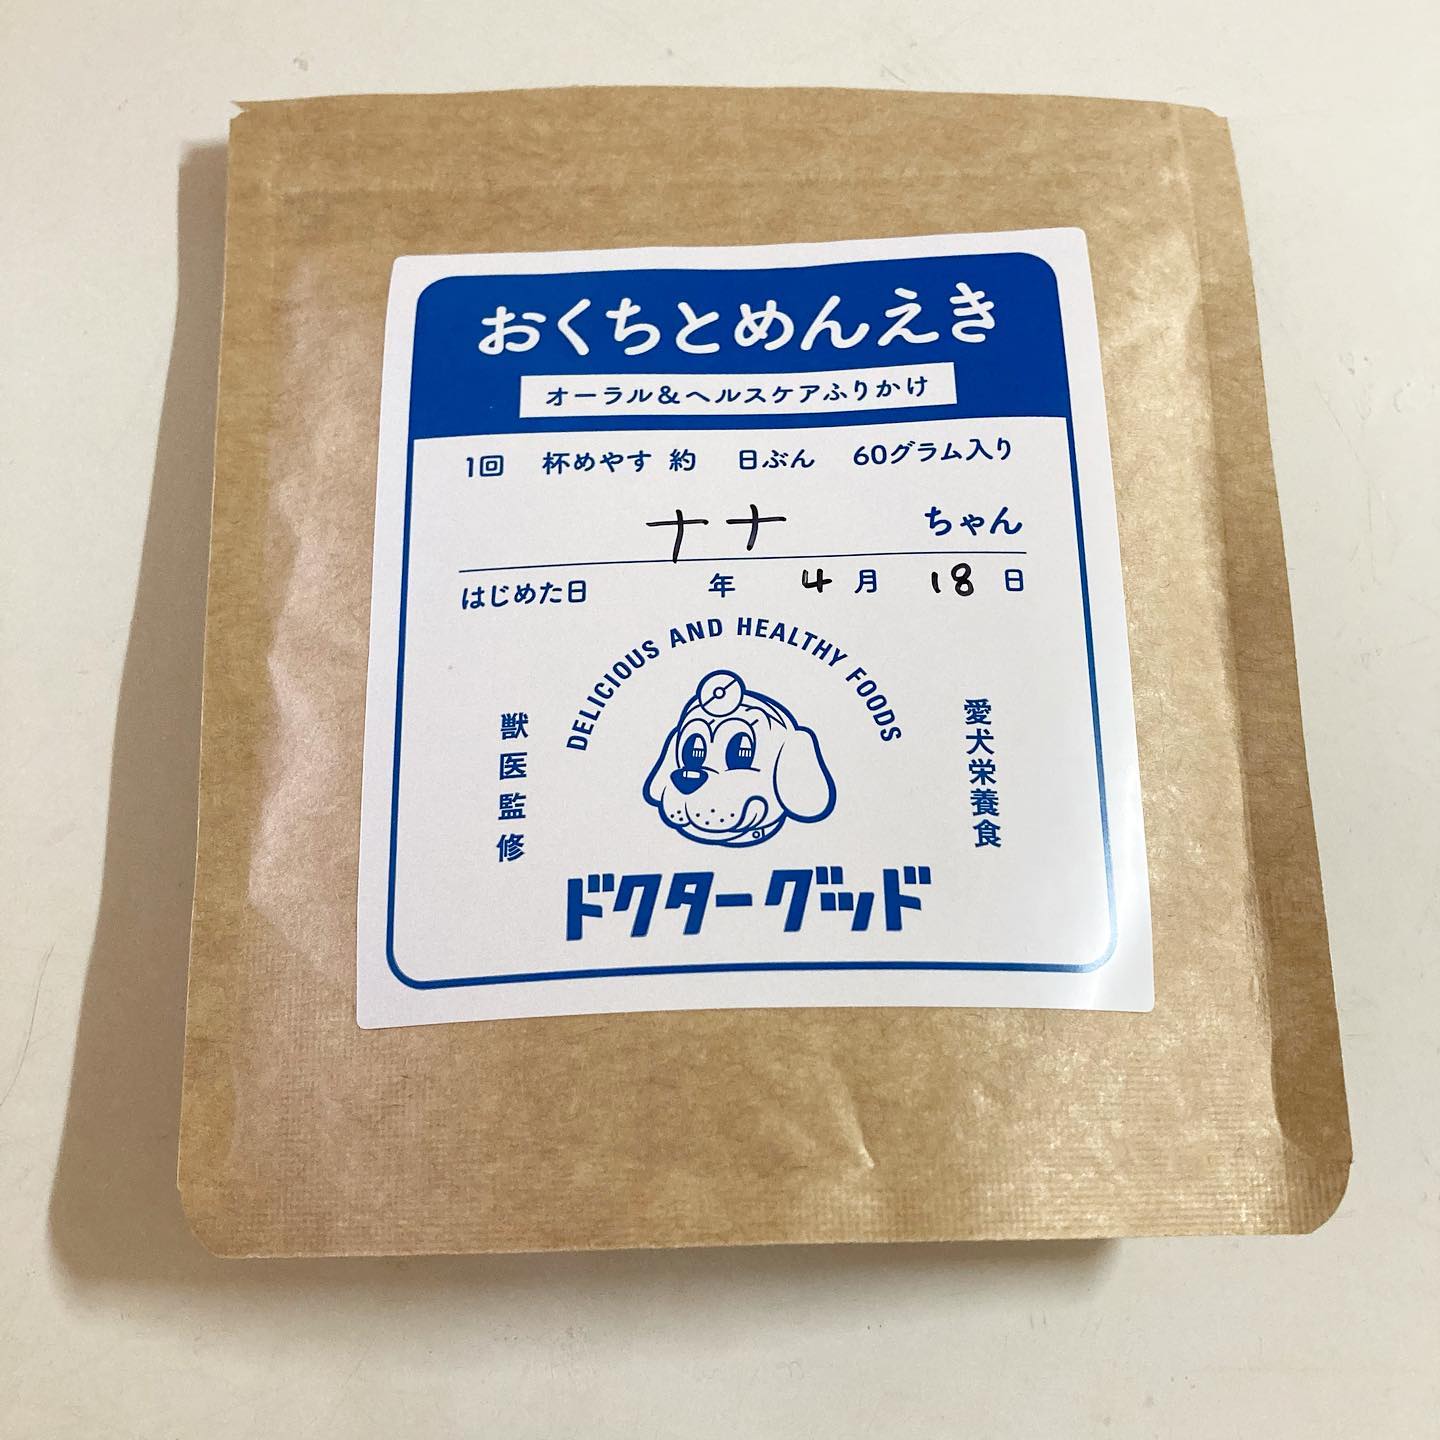 おくちとめんえき
オーラル&ヘルスケアふりかけ
1回 杯めやす 約 日ぶん 60グラム入り
ナナ ちゃん
はじめた日 年 4月 18日
DELICIOUS AND HEALTHY FOODS
獣医監修
愛犬栄養食
ドクターグッド